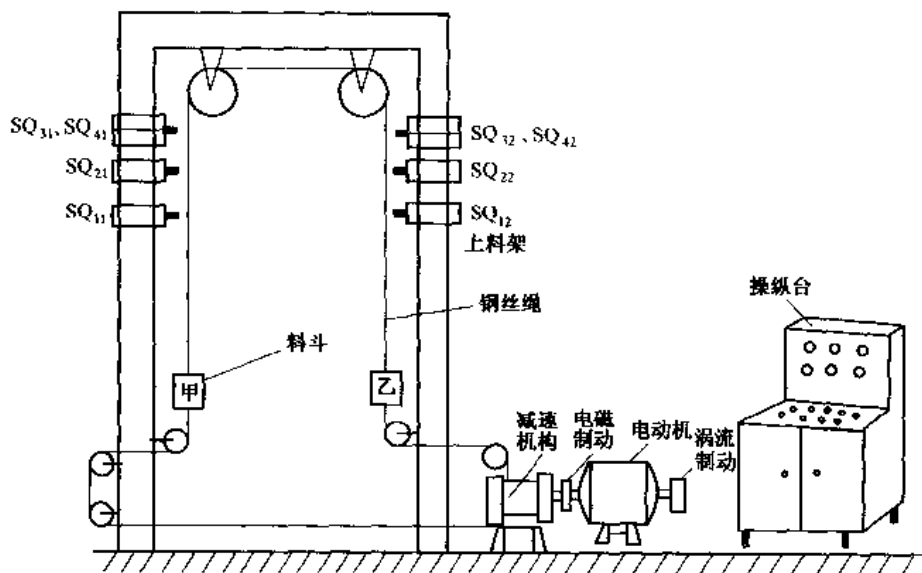 SQ₃₁、SQ₄₁
SQ₂₁
SQ₁₁
SQ₃₂、SQ₄₂
SQ₂₂
SQ₁₂
上料架
钢丝绳
料斗
甲
乙
减速
机构
电磁
制动
电动机
涡流
制动
操纵台